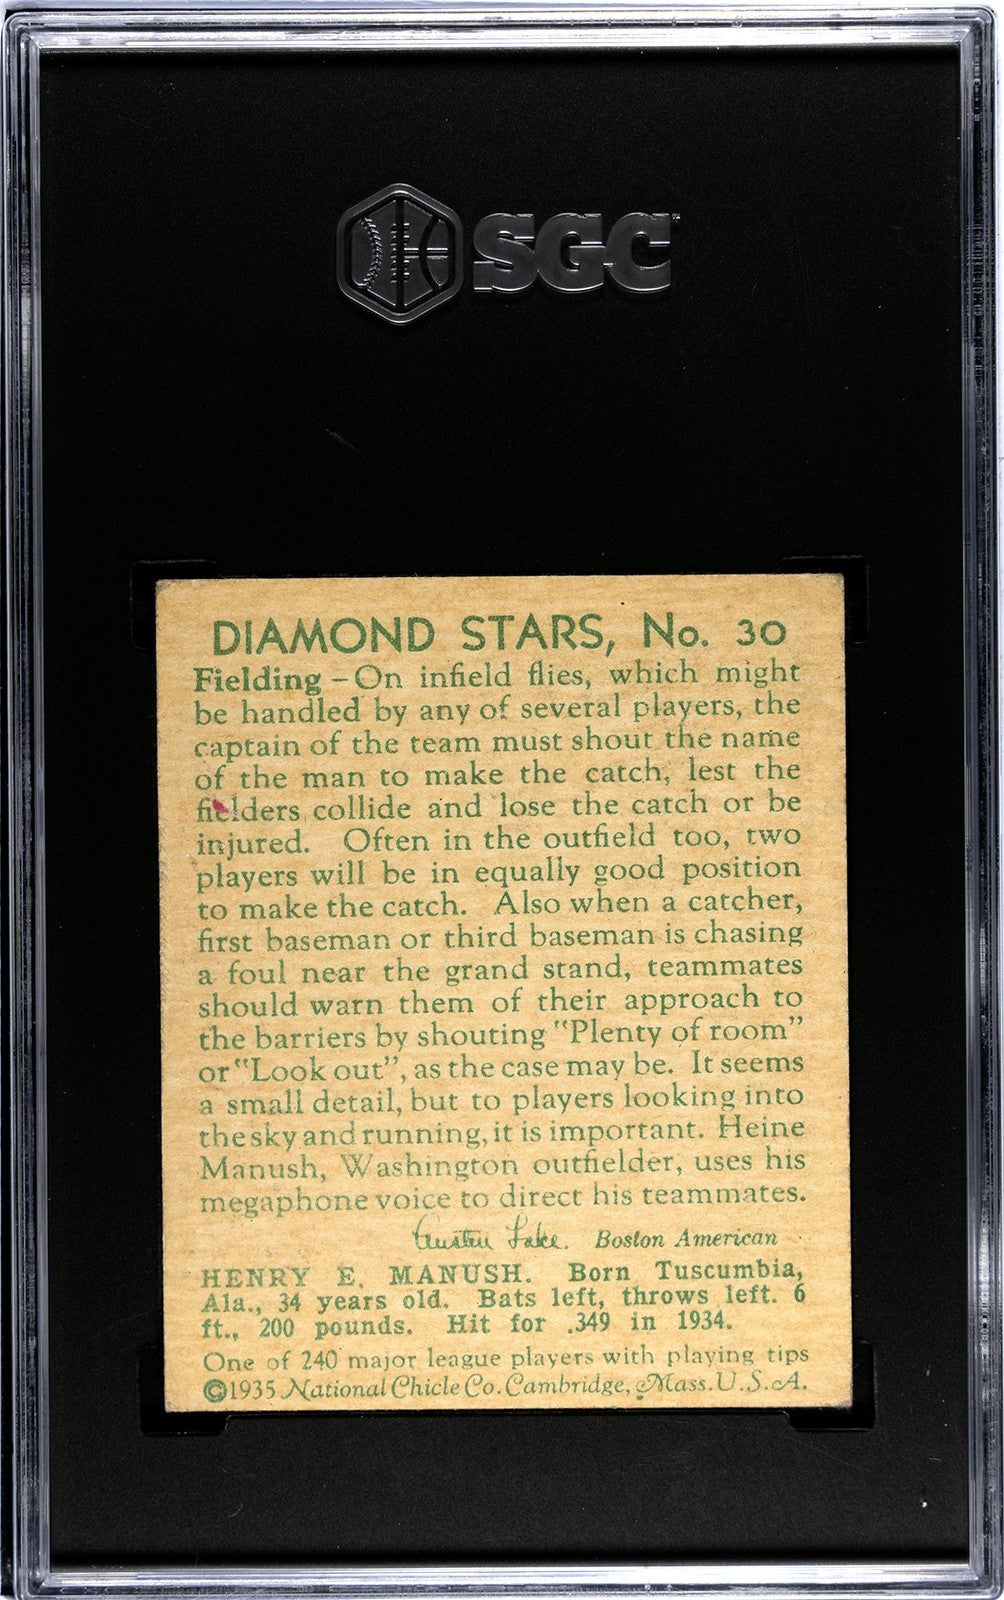 SGC
DIAMOND STARS, No. 30
Fielding – On infield flies, which might
be handled by any of several players, the
captain of the team must shout the name
of the man to make the catch, lest the
fielders collide and lose the catch or be
injured. Often in the outfield too, two
players will be in equally good position
to make the catch. Also when a catcher,
first baseman or third baseman is chasing
a foul near the grand stand, teammates
should warn them of their approach to
the barriers by shouting "Plenty of room"
or "Look out", as the case may be. It seems
a small detail, but to players looking into
the sky and running, it is important. Heine
Manush, Washington outfielder, uses his
megaphone voice to direct his teammates.
Austen Lake. Boston American
HENRY E. MANUSH. Born Tuscumbia,
Ala., 34 years old. Bats left, throws left. 6
ft., 200 pounds. Hit for .349 in 1934.
One of 240 major league players with playing tips
©1935 National Chicle Co. Cambridge, Mass. U.S.A.